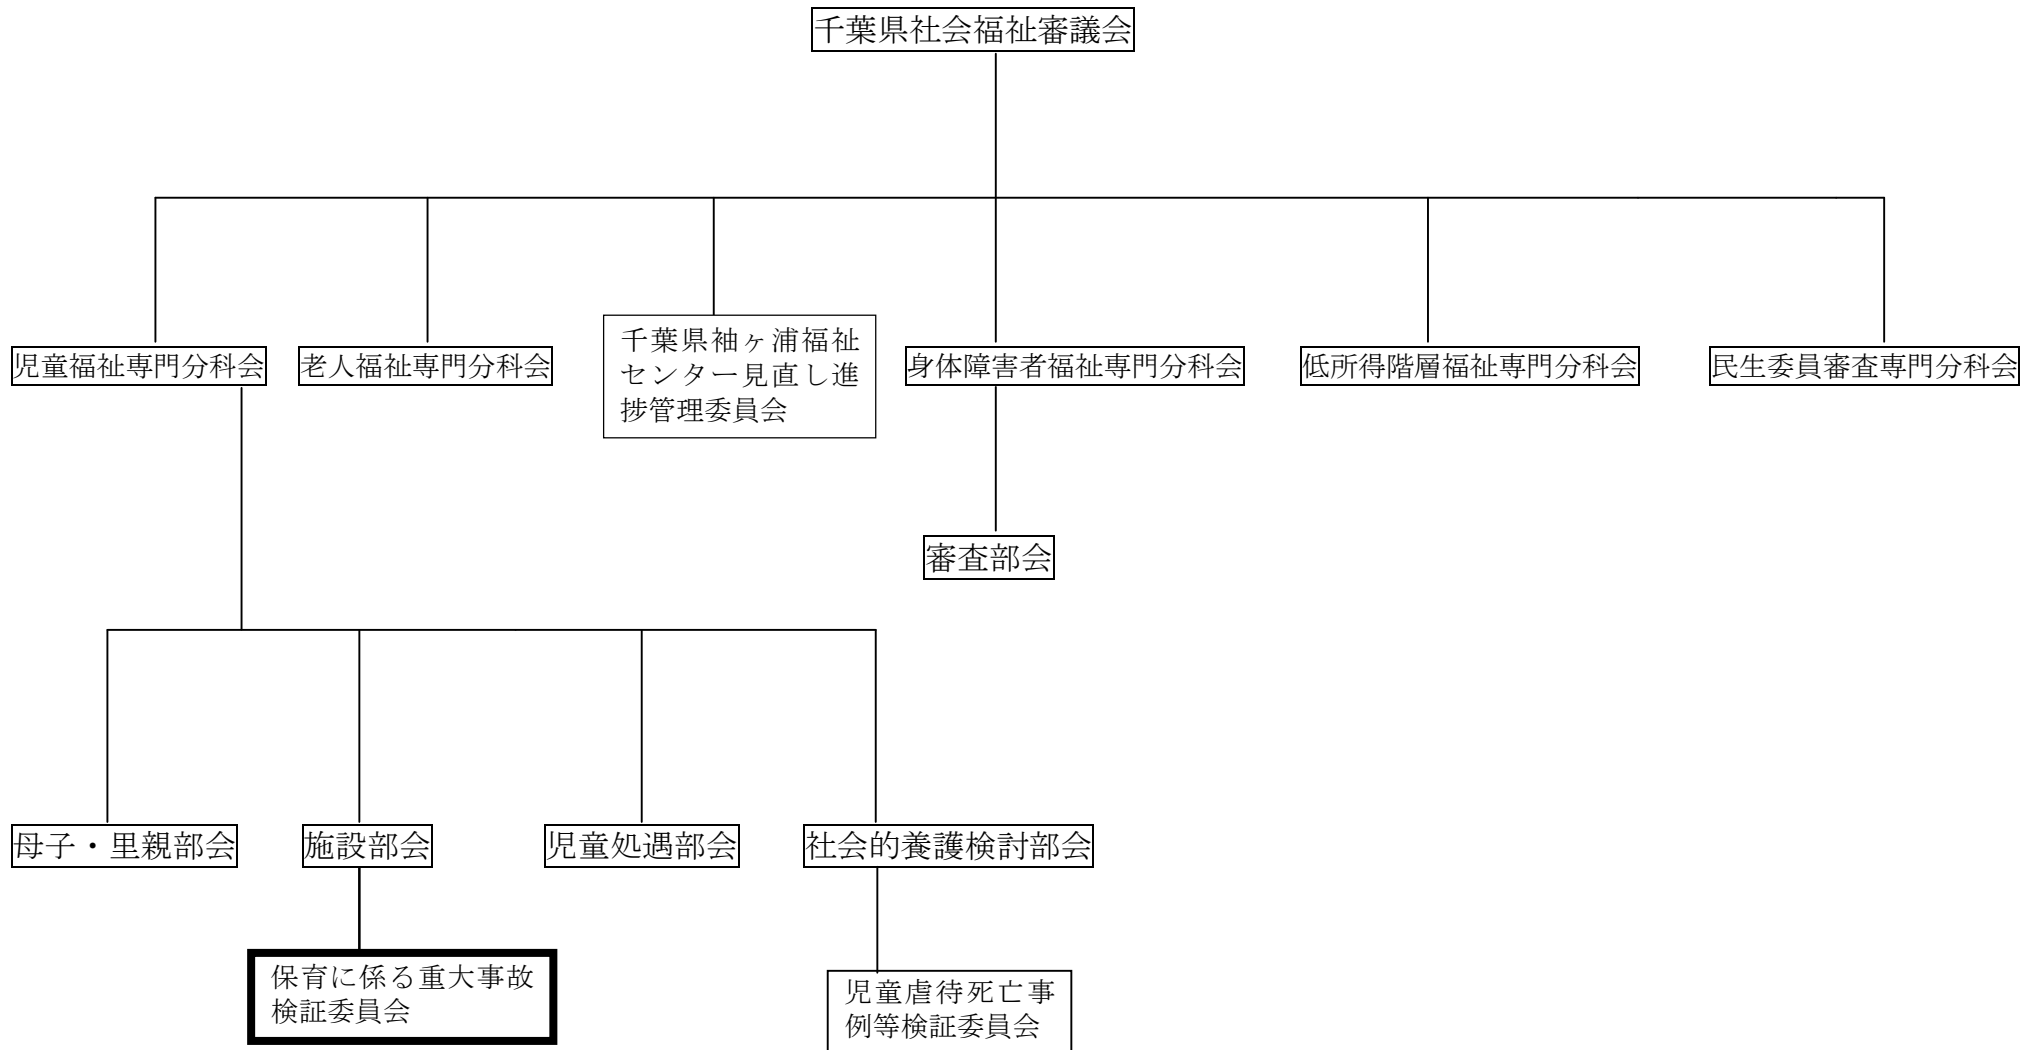 千葉県社会福祉審議会
児童福祉専門分科会
老人福祉専門分科会
千葉県袖ヶ浦福祉
センター見直し進
捗管理委員会
身体障害者福祉専門分科会
低所得階層福祉専門分科会
民生委員審査専門分科会
審査部会
母子・里親部会
施設部会
児童処遇部会
社会的養護検討部会
保育に係る重大事故
検証委員会
児童虐待死亡事
例等検証委員会